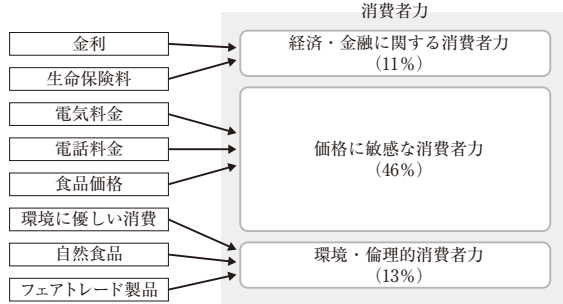 消費者力
金利
生命保険料
電気料金
電話料金
食品価格
環境に優しい消費
自然食品
フェアトレード製品
経済・金融に関する消費者力
（11％）
価格に敏感な消費者力
（46％）
環境・倫理的消費者力
（13％）